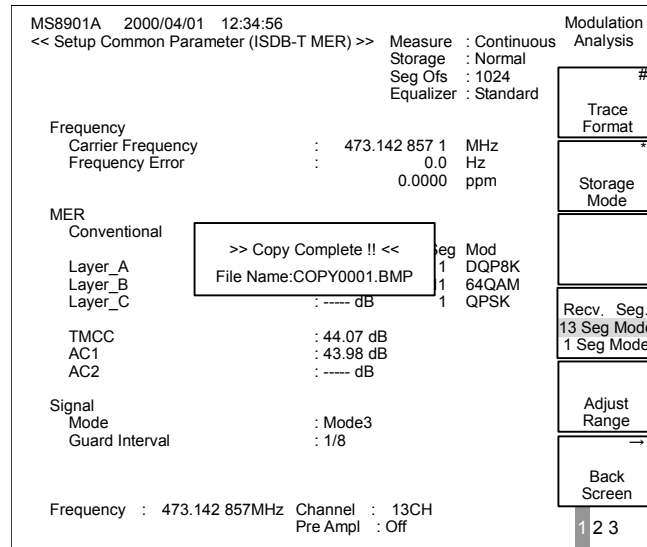 MS8901A 2000/04/01 12:34:56
<< Setup Common Parameter (ISDB-T MER) >> Measure : Continuous
Storage : Normal
Seg Ofs : 1024
Equalizer : Standard
Frequency
Carrier Frequency : 473.142 857 1 MHz
Frequency Error : 0.0 Hz
0.0000 ppm
MER
Conventional
Mod
Layer_A 1 DQP8K
Layer_B 64QAM
Layer_C : ----- dB 1 QPSK
>> Copy Complete !! <<
File Name:COPY0001.BMP
TMCC : 44.07 dB
AC1 : 43.98 dB
AC2 : ----- dB
Signal
Mode : Mode3
Guard Interval : 1/8
Frequency : 473.142 857MHz Channel : 13CH
Pre Ampl : Off
Modulation
Analysis
#
Trace
Format
*
Storage
Mode
Recv. Seg.
13 Seg Mode
1 Seg Mode
Adjust
Range
→
Back
Screen
1 2 3